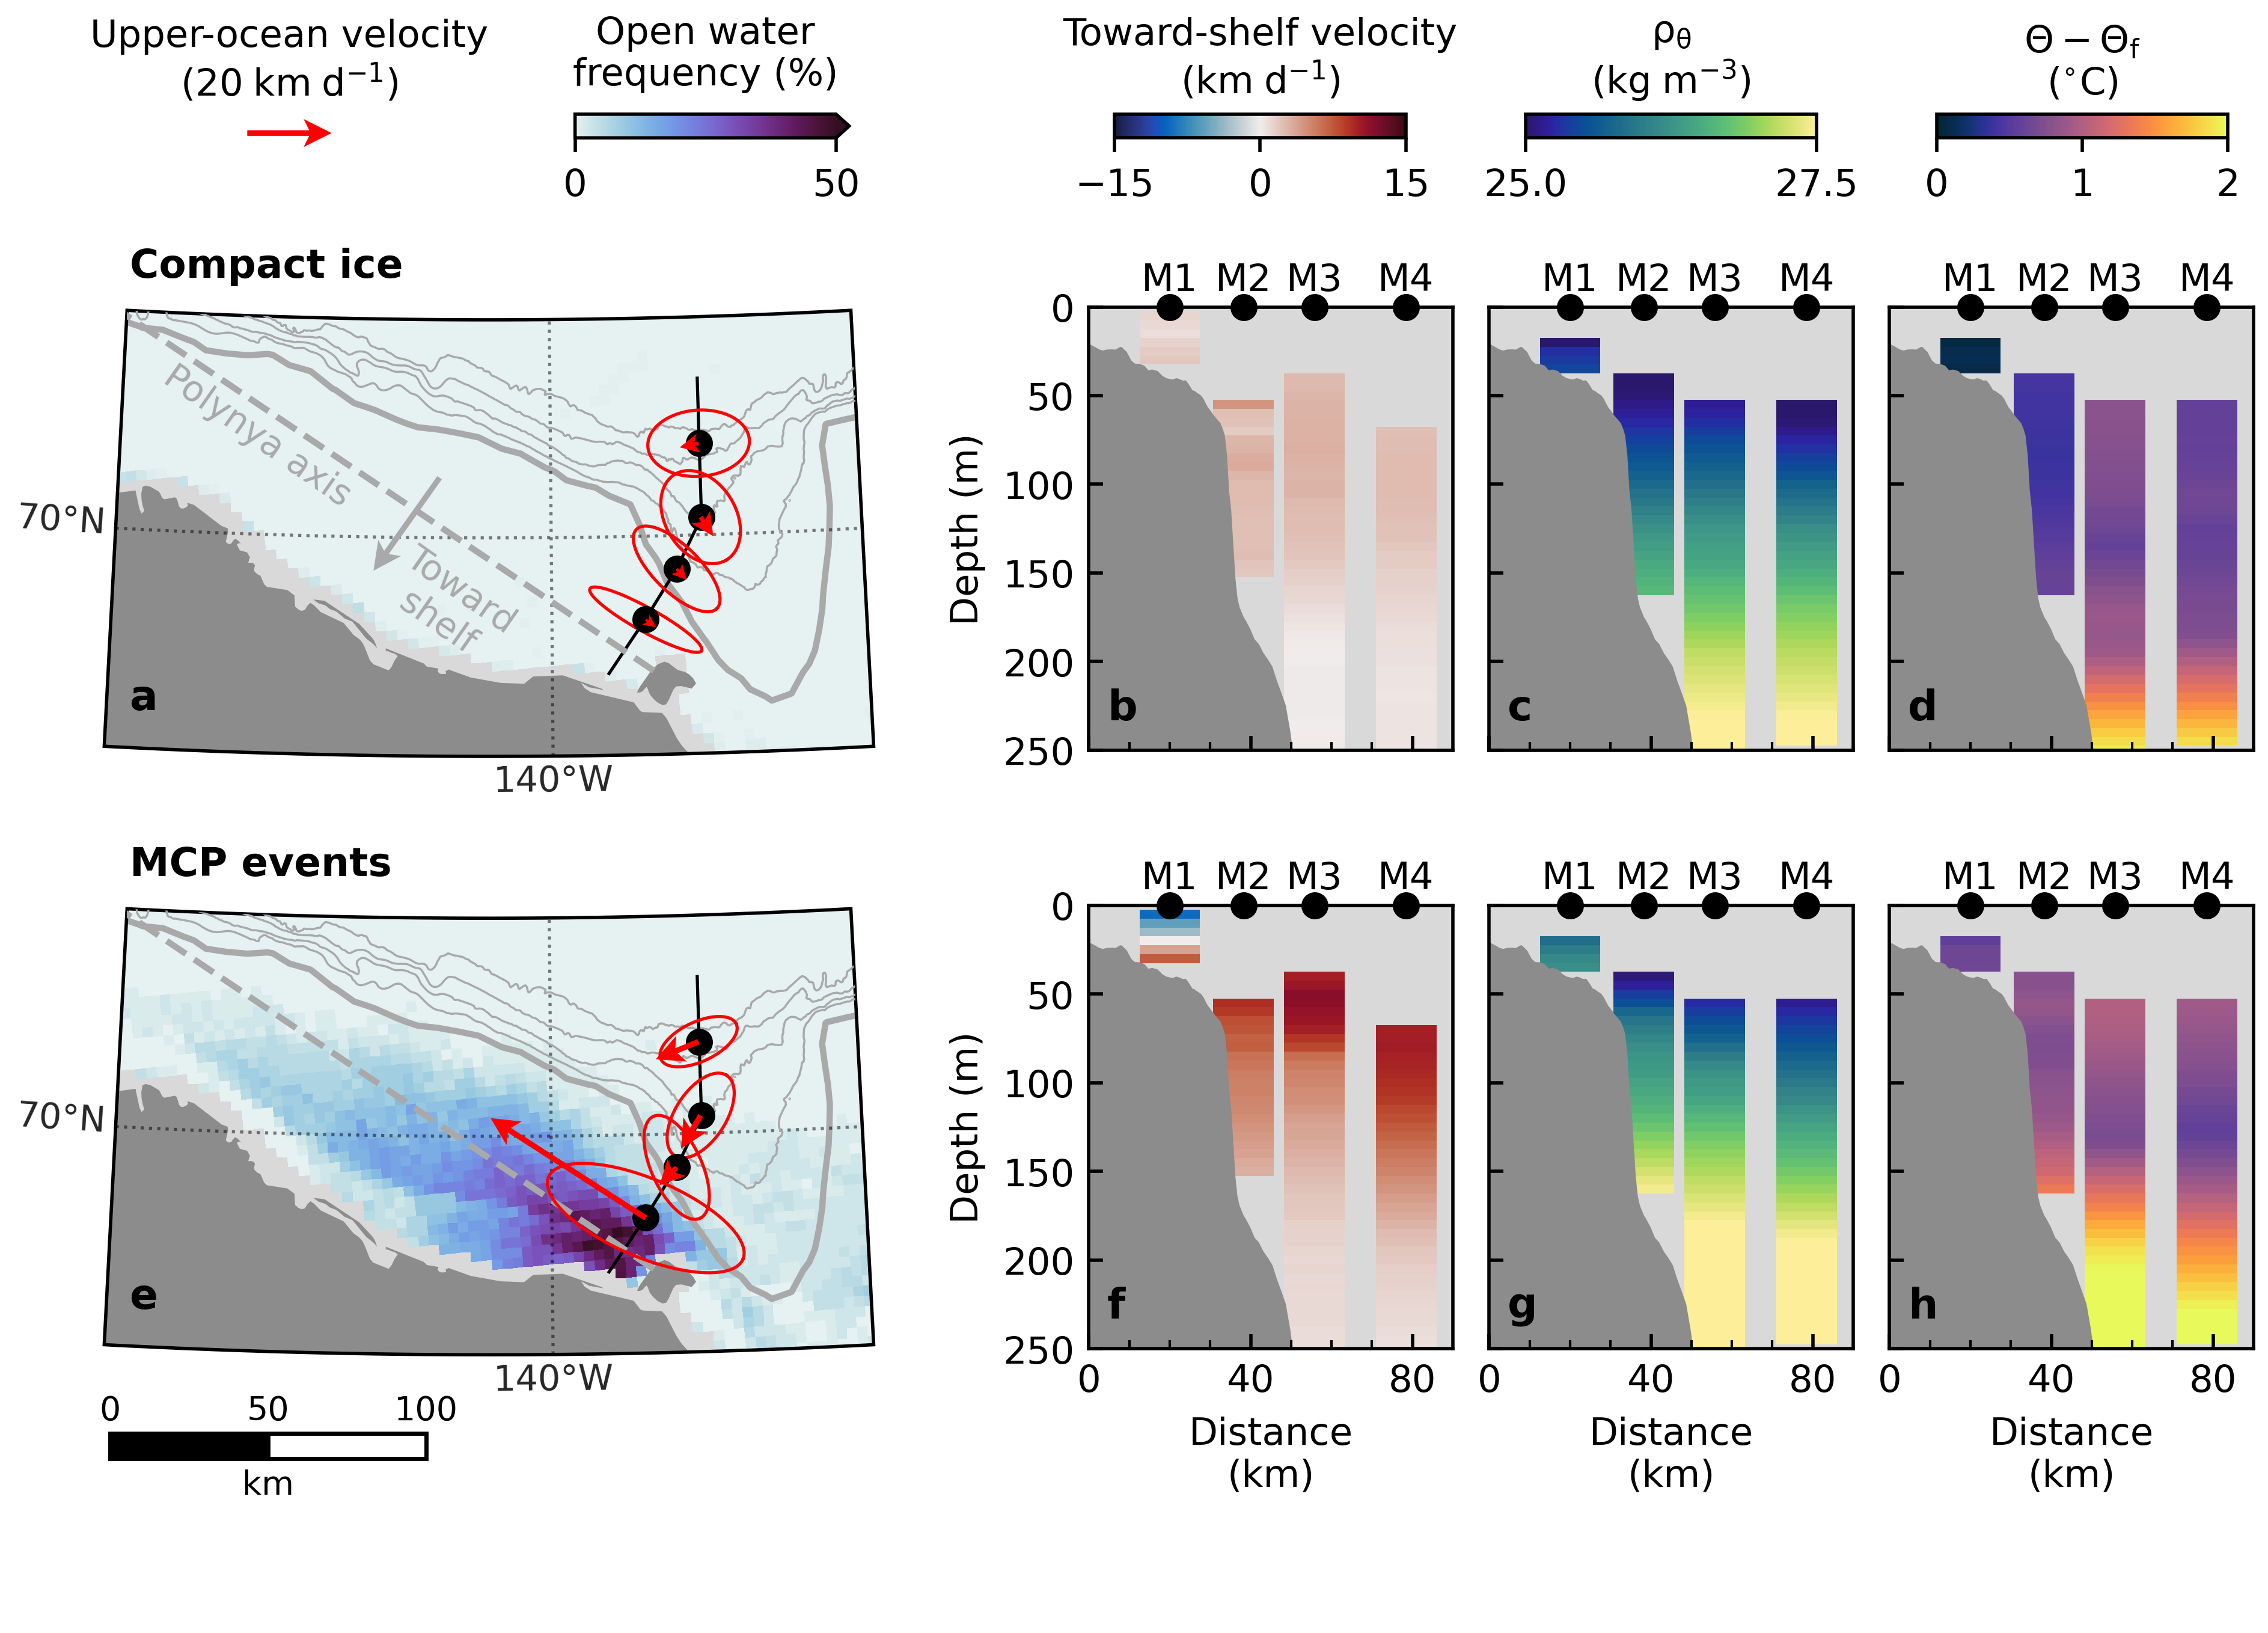 Upper-ocean velocity
(20 km d⁻¹)
Open water
frequency (%)
0 50
Toward-shelf velocity
(km d⁻¹)
−15 0 15
ρθ
(kg m⁻³)
25.0 27.5
Θ − Θf
(°C)
0 1 2
Compact ice
Polynya axis
Toward
shelf
70°N
140°W
a
M1 M2 M3 M4
0
50
100
150
200
250
Depth (m)
b
M1 M2 M3 M4
c
M1 M2 M3 M4
d
MCP events
70°N
140°W
e
0 50 100
km
M1 M2 M3 M4
0
50
100
150
200
250
Depth (m)
f
0 40 80
Distance
(km)
M1 M2 M3 M4
g
0 40 80
Distance
(km)
M1 M2 M3 M4
h
0 40 80
Distance
(km)